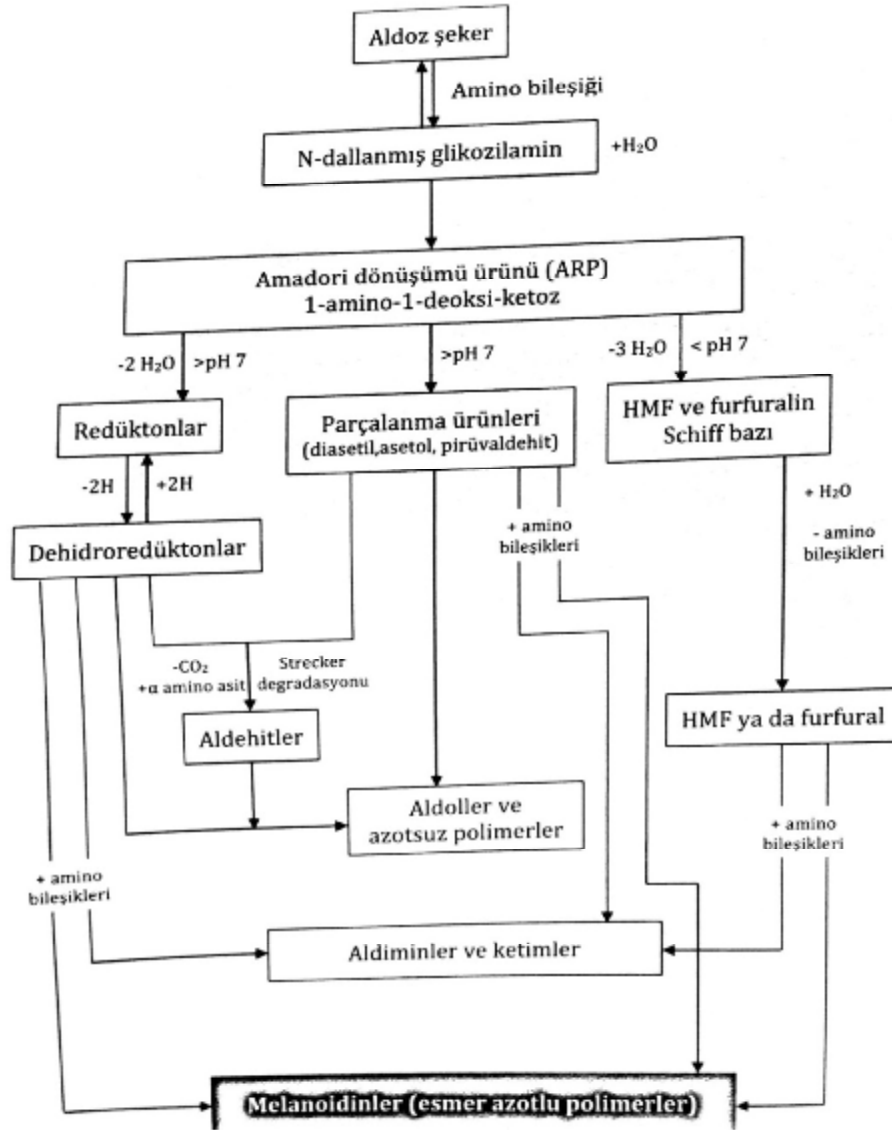 Aldoz şeker
Amino bileşiği
N-dallanmış glikozilamin
+H₂O
Amadori dönüşümü ürünü (ARP)
1-amino-1-deoksi-ketoz
-2 H₂O
>pH 7
>pH 7
-3 H₂O
< pH 7
Redüktonlar
Parçalanma ürünleri
(diasetil,asetol, pirüvaldehit)
HMF ve furfuralin
Schiff bazı
-2H
+2H
+ H₂O
- amino
bileşikleri
+ amino
bileşikleri
Dehidroredüktonlar
-CO₂
+α amino asit
Strecker
degradasyonu
Aldehitler
HMF ya da furfural
Aldoller ve
azotsuz polimerler
+ amino
bileşikleri
+ amino
bileşikleri
Aldiminler ve ketimler
Melanoidinler (esmer azotlu polimerler)